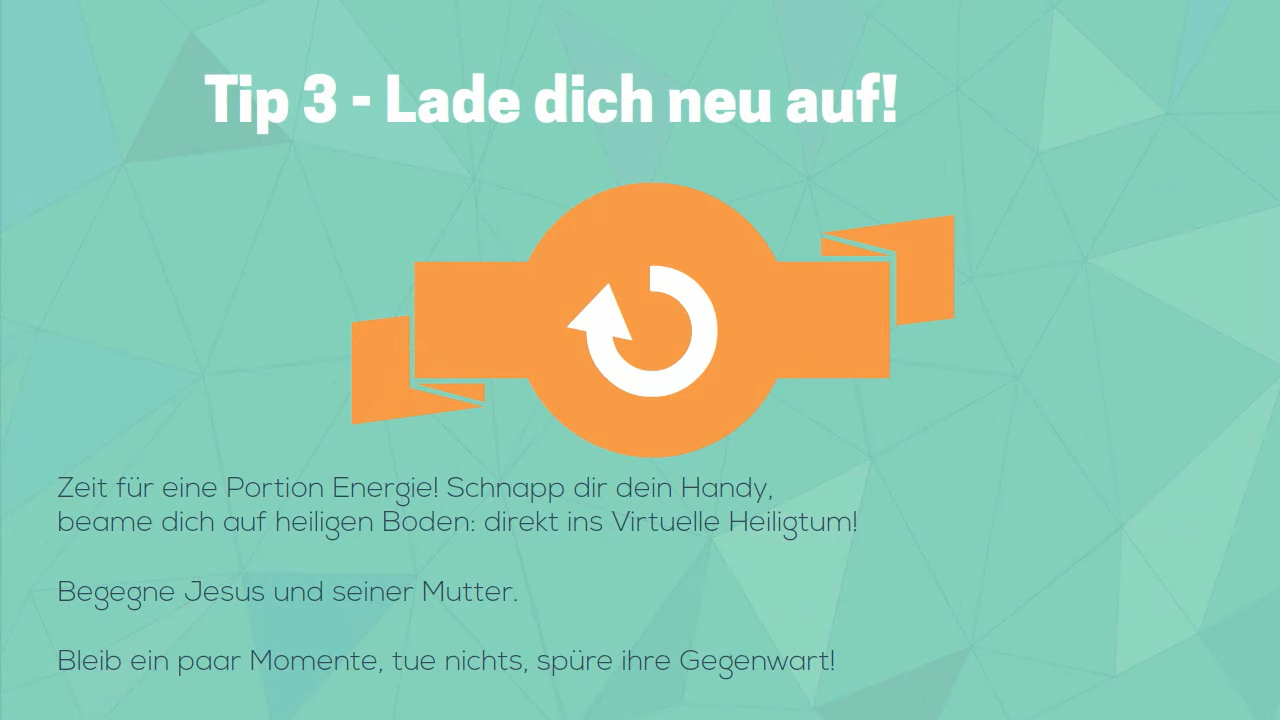 Tip 3 - Lade dich neu auf!
Zeit für eine Portion Energie! Schnapp dir dein Handy,
beame dich auf heiligen Boden: direkt ins Virtuelle Heiligtum!
Begegne Jesus und seiner Mutter.
Bleib ein paar Momente, tue nichts, spüre ihre Gegenwart!